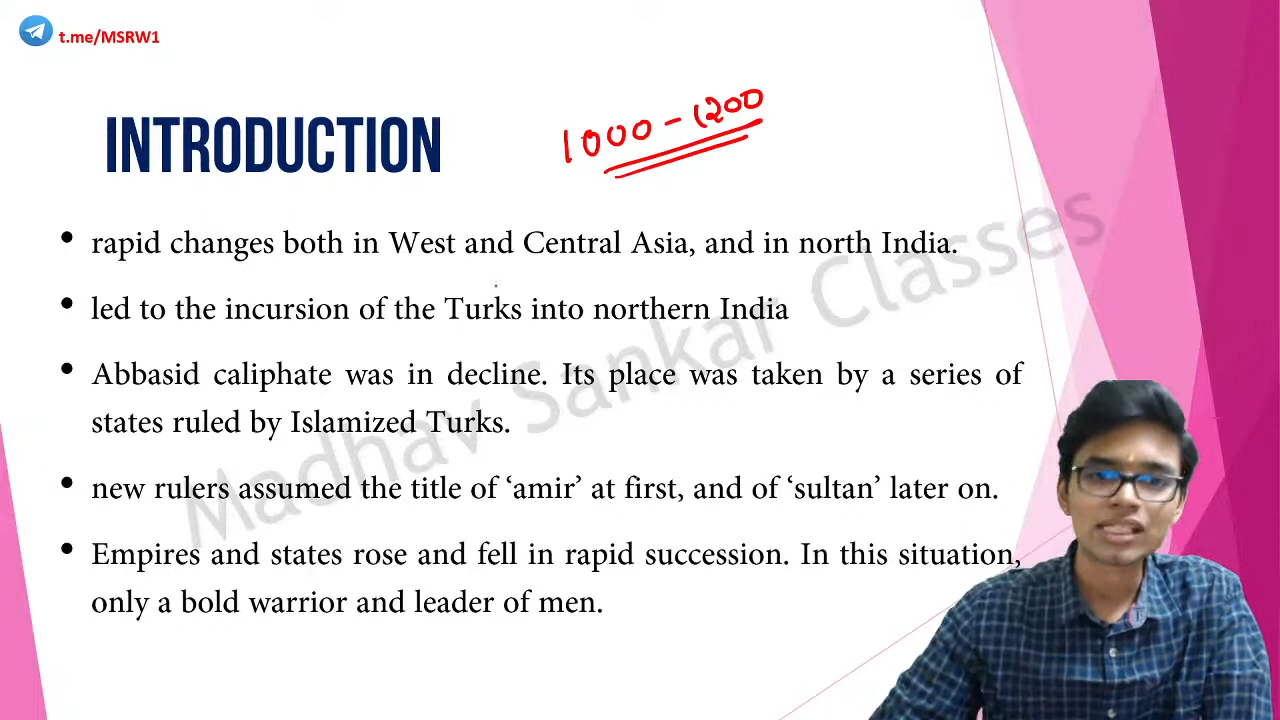 t.me/MSRW1
INTRODUCTION
1000 - 1200
• rapid changes both in West and Central Asia, and in north India.
• led to the incursion of the Turks into northern India
• Abbasid caliphate was in decline. Its place was taken by a series of
states ruled by Islamized Turks.
• new rulers assumed the title of ‘amir’ at first, and of ‘sultan’ later on.
• Empires and states rose and fell in rapid succession. In this situation,
only a bold warrior and leader of men.
Madhav Sankar Classes